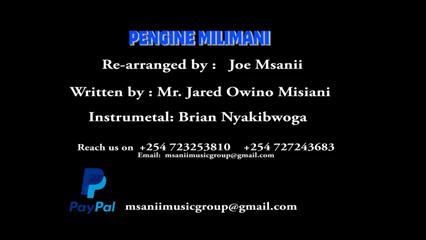 PENGINE MILIMANI
Re-arranged by : Joe Msanii
Written by : Mr. Jared Owino Misiani
Instrumetal: Brian Nyakibwoga
Reach us on +254 723253810 +254 727243683
Email: msaniimusicgroup@gmail.com
PayPal msaniimusicgroup@gmail.com